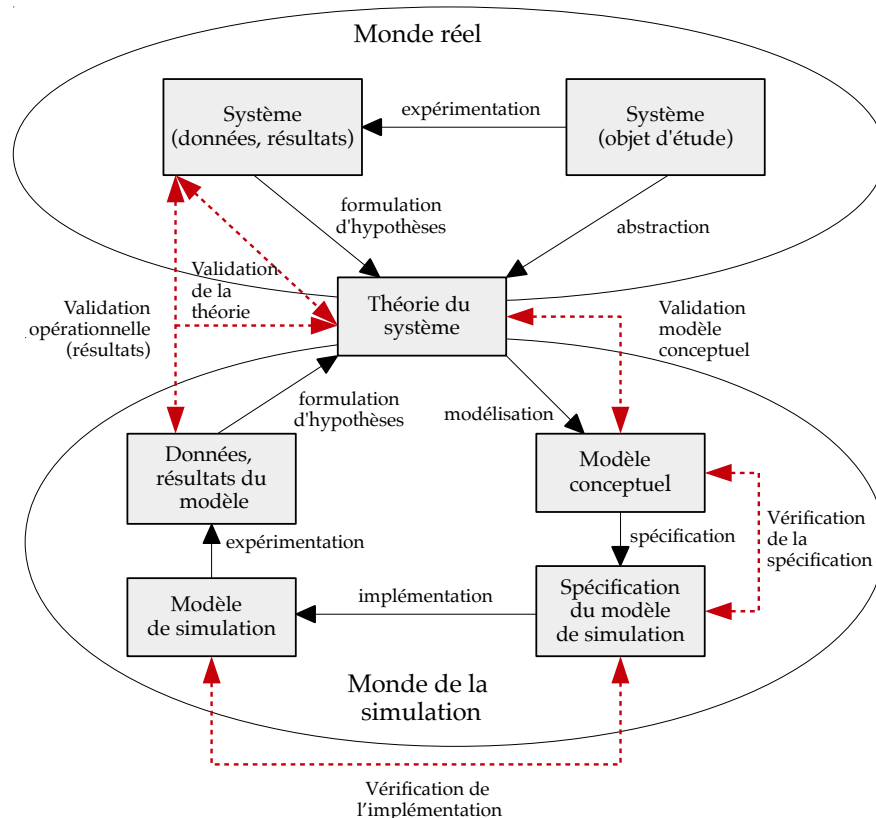 Monde réel
Système
(données, résultats)
expérimentation
Système
(objet d'étude)
formulation
d'hypothèses
abstraction
Validation
de la
théorie
Validation
opérationnelle
(résultats)
Théorie du
système
Validation
modèle
conceptuel
formulation
d'hypothèses
modélisation
Données,
résultats du
modèle
Modèle
conceptuel
Vérification
de la
spécification
expérimentation
spécification
Modèle
de simulation
implémentation
Spécification
du modèle
de simulation
Monde de la
simulation
Vérification de
l'implémentation